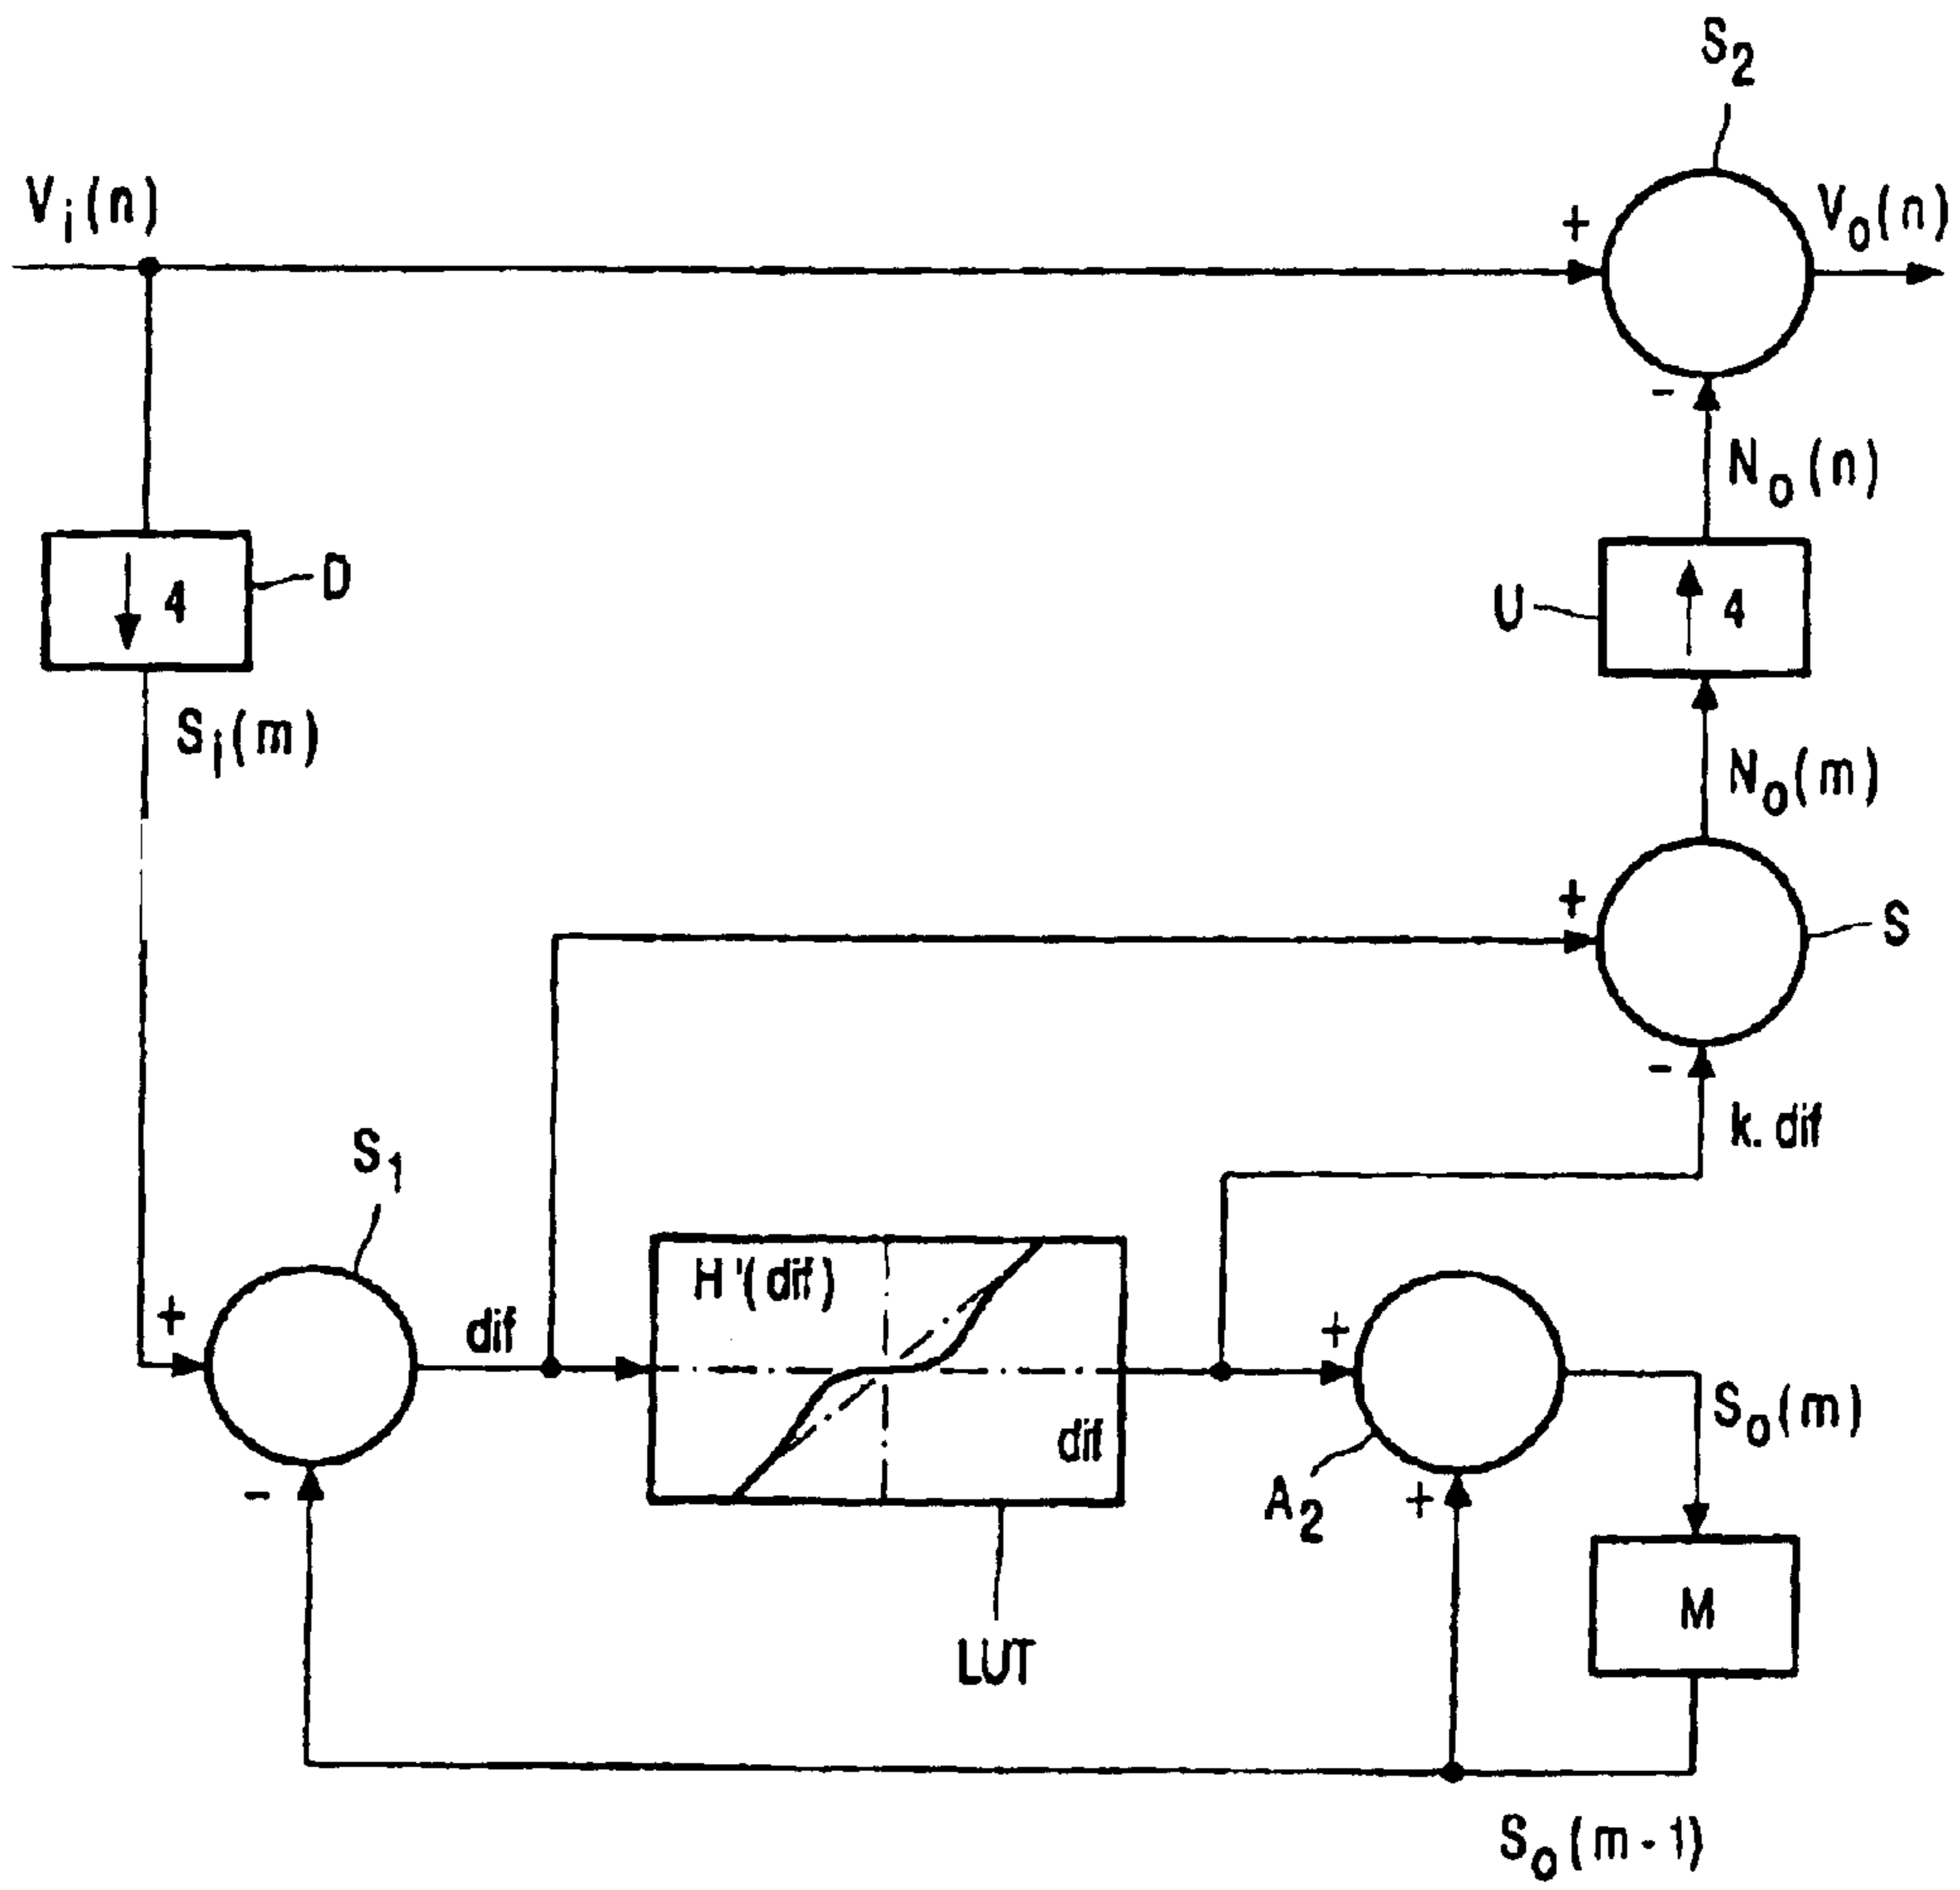 S2
Vi(n)
+
Vo(n)
-
No(n)
4
D
U
4
Si(m)
No(m)
+
S
-
k.dif
S1
H'(dif)
+
dif
+
So(m)
dif
-
A2
+
M
LUT
So(m-1)